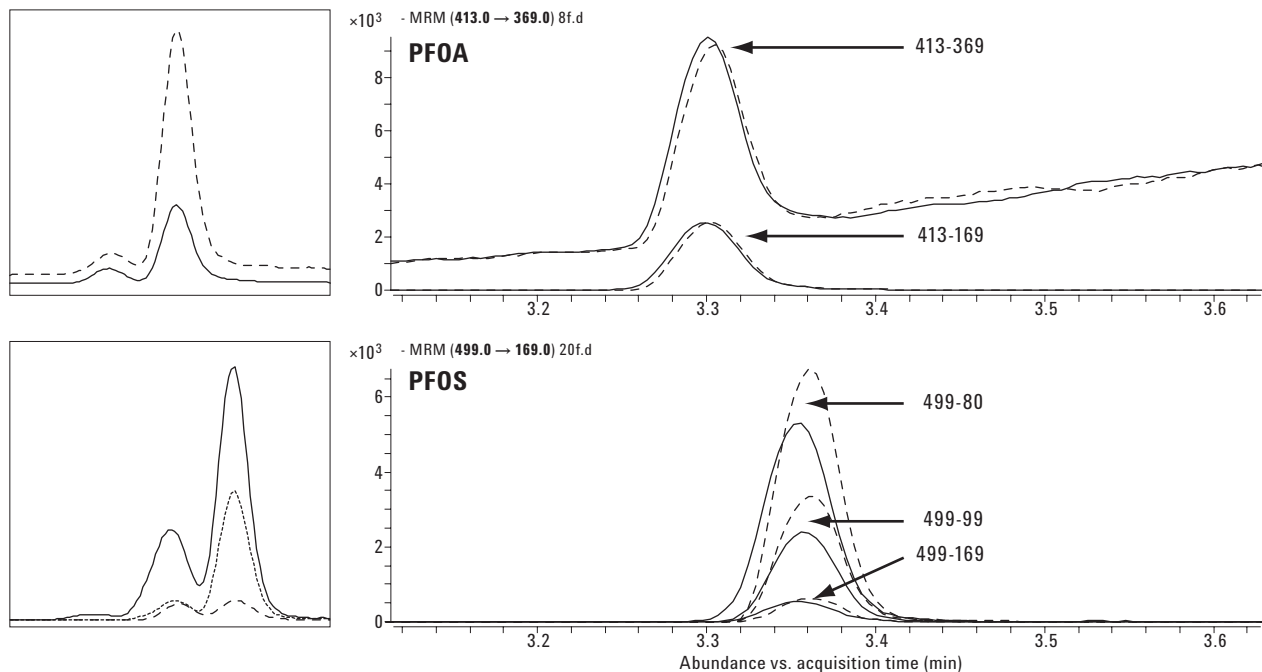 ×10³ - MRM (413.0 → 369.0) 8f.d
PFOA
413-369
8
6
4
413-169
2
0
3.2 3.3 3.4 3.5 3.6
×10³ - MRM (499.0 → 169.0) 20f.d
PFOS
6
499-80
4
499-99
2
499-169
0
3.2 3.3 3.4 3.5 3.6
Abundance vs. acquisition time (min)